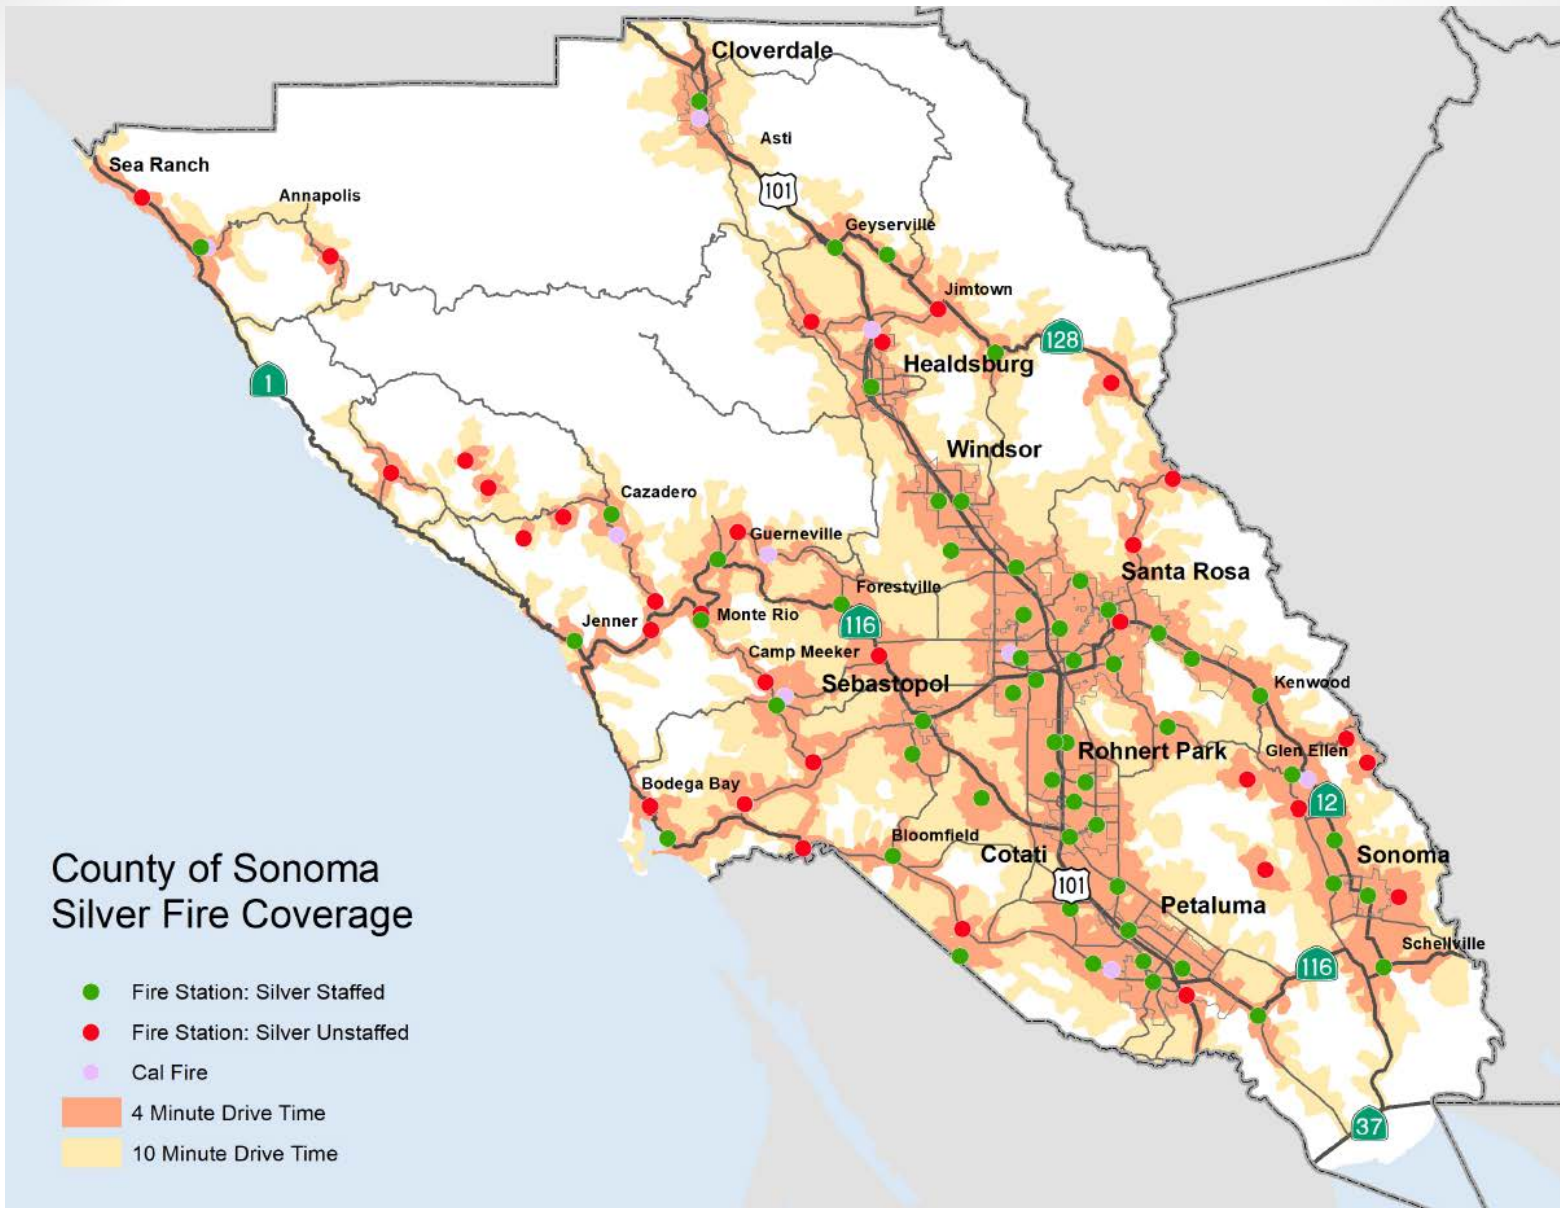 Cloverdale
Asti
101
Sea Ranch
Annapolis
Geyserville
Jimtown
128
Healdsburg
1
Windsor
Cazadero
Guerneville
Santa Rosa
Forestville
116
Jenner
Monte Rio
Camp Meeker
Sebastopol
Kenwood
Rohnert Park
Glen Ellen
Bodega Bay
12
Bloomfield
Cotati
Sonoma
101
Petaluma
Schellville
116
37
County of Sonoma
Silver Fire Coverage
Fire Station: Silver Staffed
Fire Station: Silver Unstaffed
Cal Fire
4 Minute Drive Time
10 Minute Drive Time